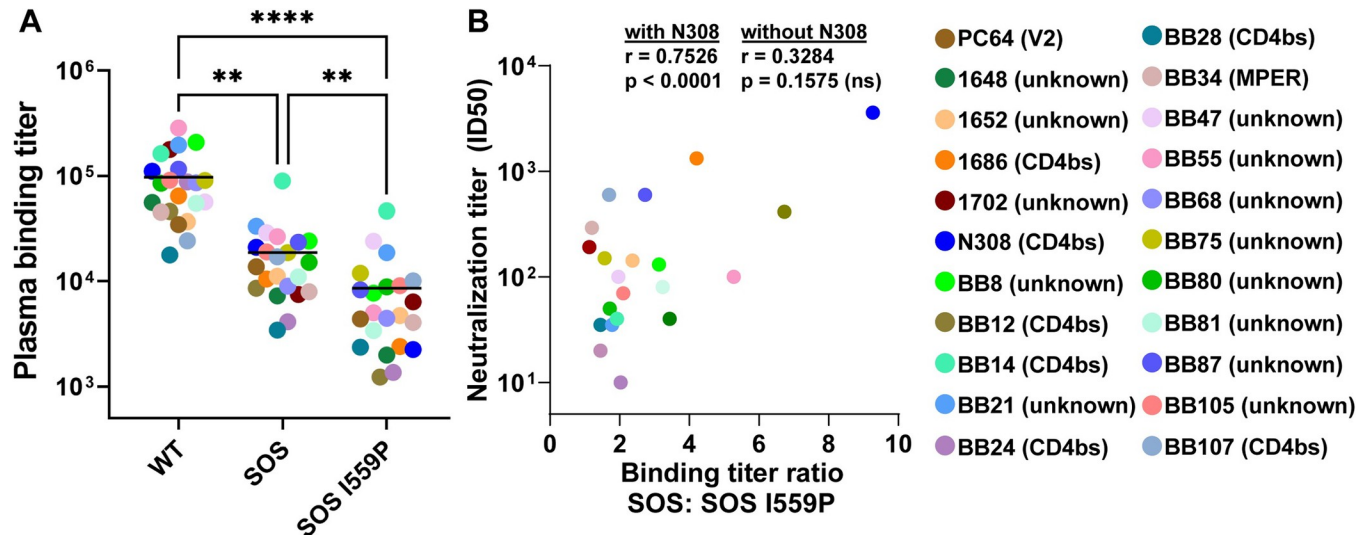 A
****
**
**
10⁶
10⁵
10⁴
10³
Plasma binding titer
WT
SOS
SOS I559P
B
with N308
without N308
r = 0.7526
r = 0.3284
p < 0.0001
p = 0.1575 (ns)
10⁴
10³
10²
10¹
Neutralization titer (ID50)
0
2
4
6
8
10
Binding titer ratio
SOS: SOS I559P
PC64 (V2)
1648 (unknown)
1652 (unknown)
1686 (CD4bs)
1702 (unknown)
N308 (CD4bs)
BB8 (unknown)
BB12 (CD4bs)
BB14 (CD4bs)
BB21 (unknown)
BB24 (CD4bs)
BB28 (CD4bs)
BB34 (MPER)
BB47 (unknown)
BB55 (unknown)
BB68 (unknown)
BB75 (unknown)
BB80 (unknown)
BB81 (unknown)
BB87 (unknown)
BB105 (unknown)
BB107 (CD4bs)